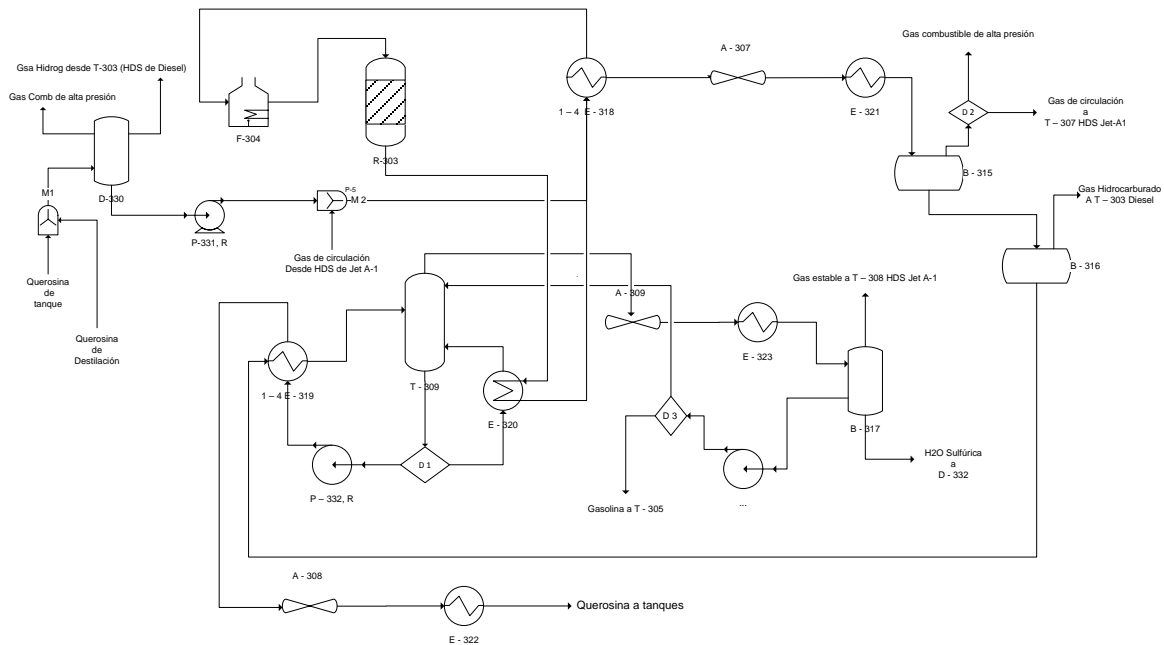 Gas combustible de alta presión
A - 307
Gsa Hidrog desde T-303 (HDS de Diesel)
Gas Comb de alta presión
Gas de circulación
a
T – 307 HDS Jet-A1
D 2
1 – 4 E - 318
E - 321
F-304
R-303
B - 315
Gas Hidrocarburado
A T – 303 Diesel
M1
D-330
P-5
M 2
P-331, R
Gas de circulación
Desde HDS de Jet A-1
B - 316
Querosina
de
tanque
Gas estable a T – 308 HDS Jet A-1
A - 309
Querosina
de
Destilación
E - 323
T - 309
1 – 4 E - 319
E - 320
D 3
B - 317
D 1
H2O Sulfúrica
a
D - 332
P – 332, R
Gasolina a T - 305
...
A - 308
Querosina a tanques
E - 322